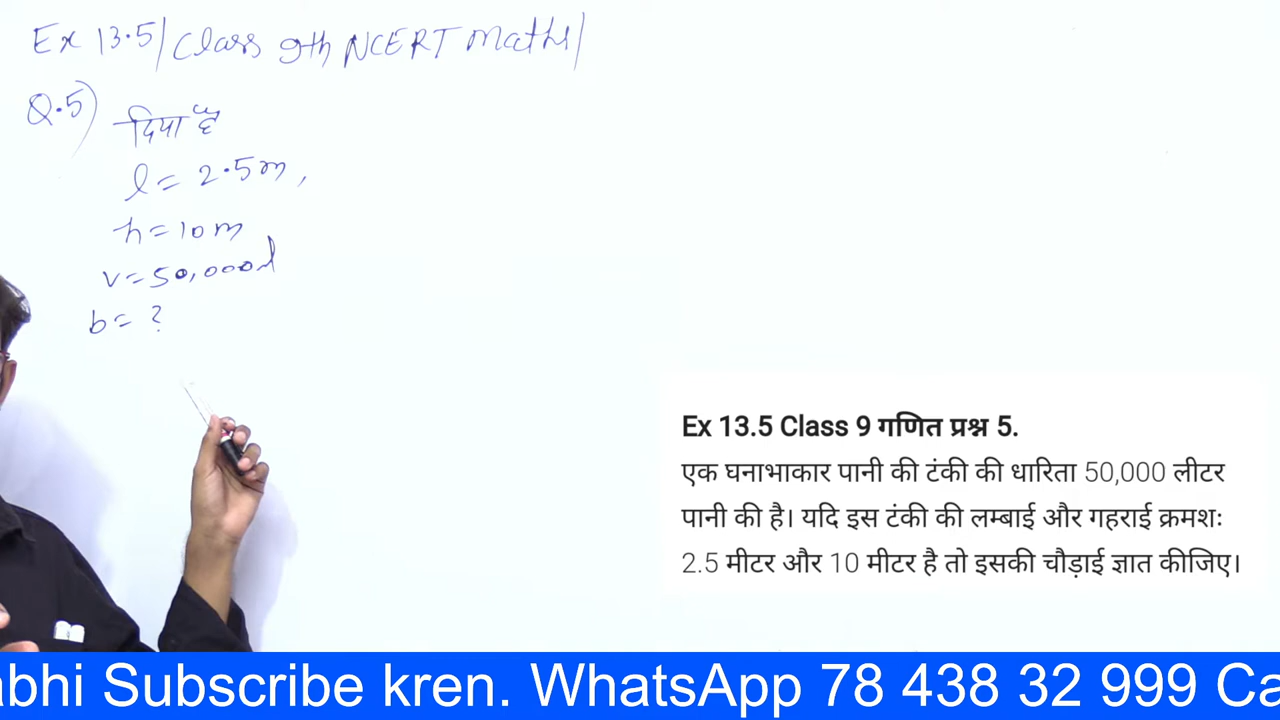 Ex 13.5/Class 9th NCERT Maths/
Q.5)
दिया है
l = 2.5m,
h = 10 m
v = 50,000 l
b = ?
Ex 13.5 Class 9 गणित प्रश्न 5.
एक घनाभाकार पानी की टंकी की धारिता 50,000 लीटर
पानी की है। यदि इस टंकी की लम्बाई और गहराई क्रमशः
2.5 मीटर और 10 मीटर है तो इसकी चौड़ाई ज्ञात कीजिए।
abhi Subscribe kren. WhatsApp 78 438 32 999 Ca